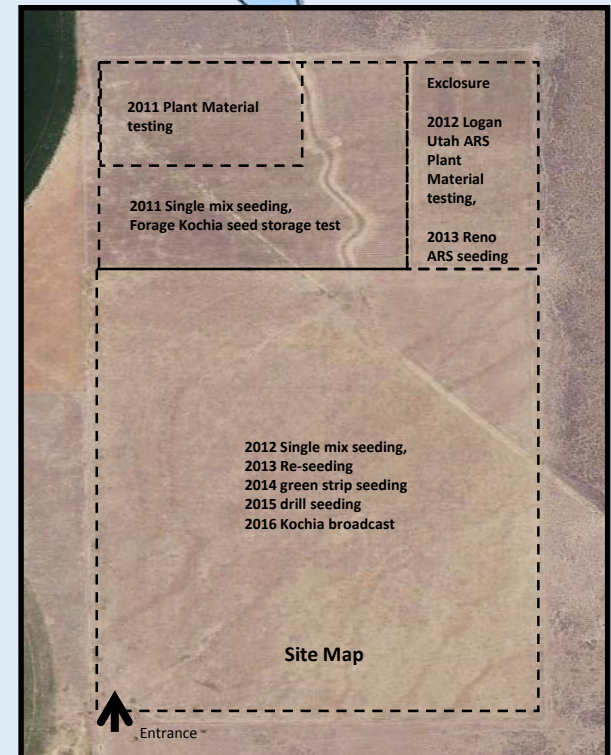 2011 Plant Material
testing
Exclosure
2012 Logan
Utah ARS
Plant
Material
testing,
2013 Reno
ARS seeding
2011 Single mix seeding,
Forage Kochia seed storage test
2012 Single mix seeding,
2013 Re-seeding
2014 green strip seeding
2015 drill seeding
2016 Kochia broadcast
Site Map
Entrance